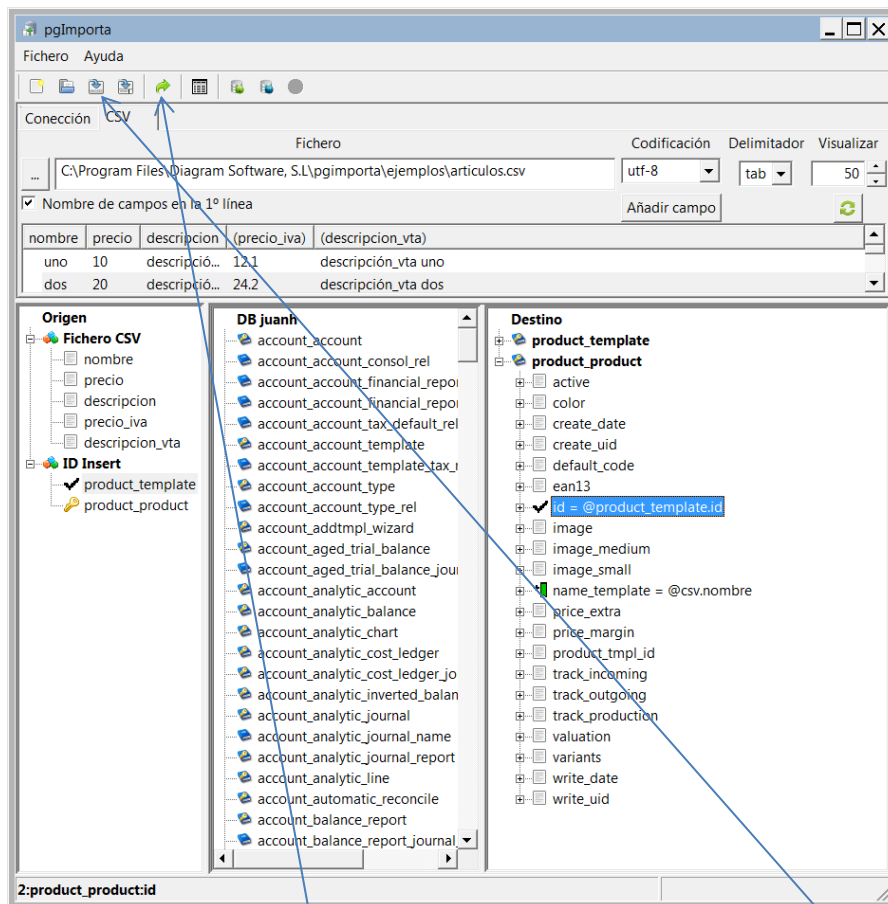 pgImporta
Fichero Ayuda
Conección CSV
Fichero Codificación Delimitador Visualizar
... C:\Program Files\Diagram Software, S.L\pgimporta\ejemplos\articulos.csv utf-8 tab 50
Nombre de campos en la 1º línea Añadir campo
nombre precio descripcion (precio_iva) (descripcion_vta)
uno 10 descripció... 12.1 descripción_vta uno
dos 20 descripció... 24.2 descripción_vta dos
Origen
Fichero CSV
nombre
precio
descripcion
precio_iva
descripcion_vta
ID Insert
product_template
product_product
DB juanh
account_account
account_account_consol_rel
account_account_financial_repor
account_account_financial_repor
account_account_tax_default_rel
account_account_template
account_account_template_tax_r
account_account_type
account_account_type_rel
account_addtmpl_wizard
account_aged_trial_balance
account_aged_trial_balance_jour
account_analytic_account
account_analytic_balance
account_analytic_chart
account_analytic_cost_ledger
account_analytic_cost_ledger_jo
account_analytic_inverted_balan
account_analytic_journal
account_analytic_journal_name
account_analytic_journal_report
account_analytic_line
account_automatic_reconcile
account_balance_report
account_balance_report_journal_
Destino
product_template
product_product
active
color
create_date
create_uid
default_code
ean13
id = @product_template.id
image
image_medium
image_small
name_template = @csv.nombre
price_extra
price_margin
product_tmpl_id
track_incoming
track_outgoing
track_production
valuation
variants
write_date
write_uid
2:product_product:id